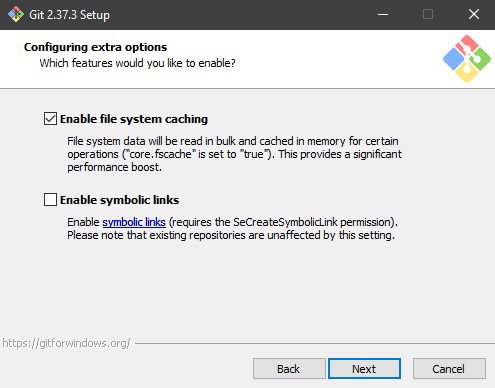 Git 2.37.3 Setup
Configuring extra options
Which features would you like to enable?
Enable file system caching
File system data will be read in bulk and cached in memory for certain
operations ("core.fscache" is set to "true"). This provides a significant
performance boost.
Enable symbolic links
Enable symbolic links (requires the SeCreateSymbolicLink permission).
Please note that existing repositories are unaffected by this setting.
https://gitforwindows.org/
Back
Next
Cancel